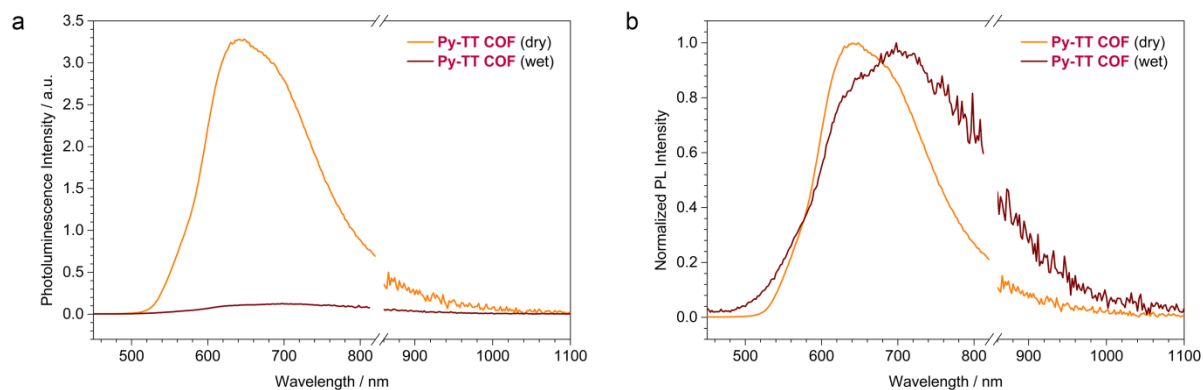 a
Photoluminescence Intensity / a.u.
3.5
3.0
2.5
2.0
1.5
1.0
0.5
0.0
Py-TT COF (dry)
Py-TT COF (wet)
500 600 700 800 900 1000 1100
Wavelength / nm
b
Normalized PL Intensity
1.0
0.8
0.6
0.4
0.2
0.0
Py-TT COF (dry)
Py-TT COF (wet)
500 600 700 800 900 1000 1100
Wavelength / nm